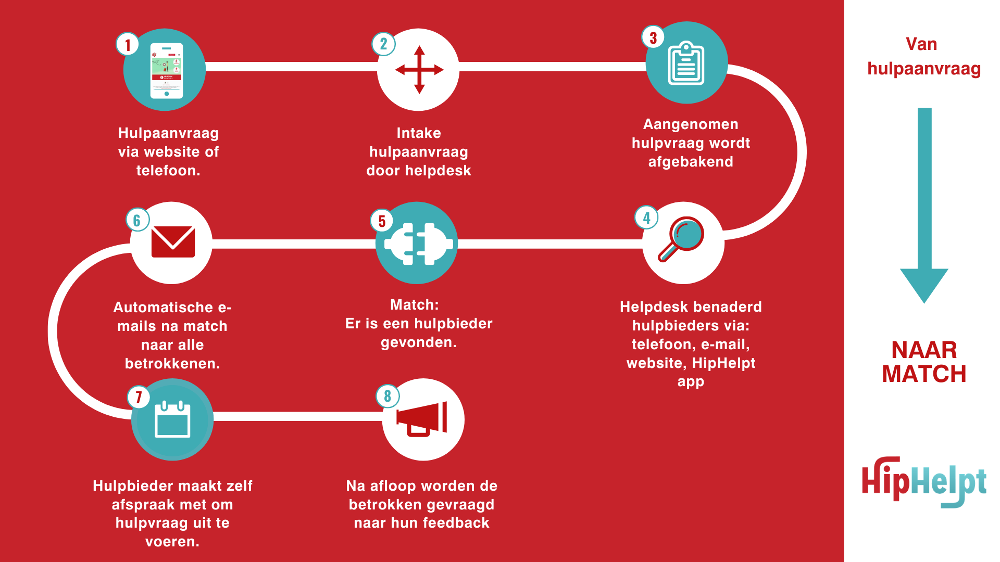 1
Hulpaanvraag
via website of
telefoon.
2
Intake
hulpaanvraag
door helpdesk
3
Aangenomen
hulpvraag wordt
afgebakend
4
Helpdesk benaderd
hulpbieders via:
telefoon, e-mail,
website, HipHelpt
app
5
Match:
Er is een hulpbieder
gevonden.
6
Automatische e-
mails na match
naar alle
betrokkenen.
7
Hulpbieder maakt zelf
afspraak met om
hulpvraag uit te
voeren.
8
Na afloop worden de
betrokken gevraagd
naar hun feedback
Van
hulpaanvraag
NAAR
MATCH
HipHelpt